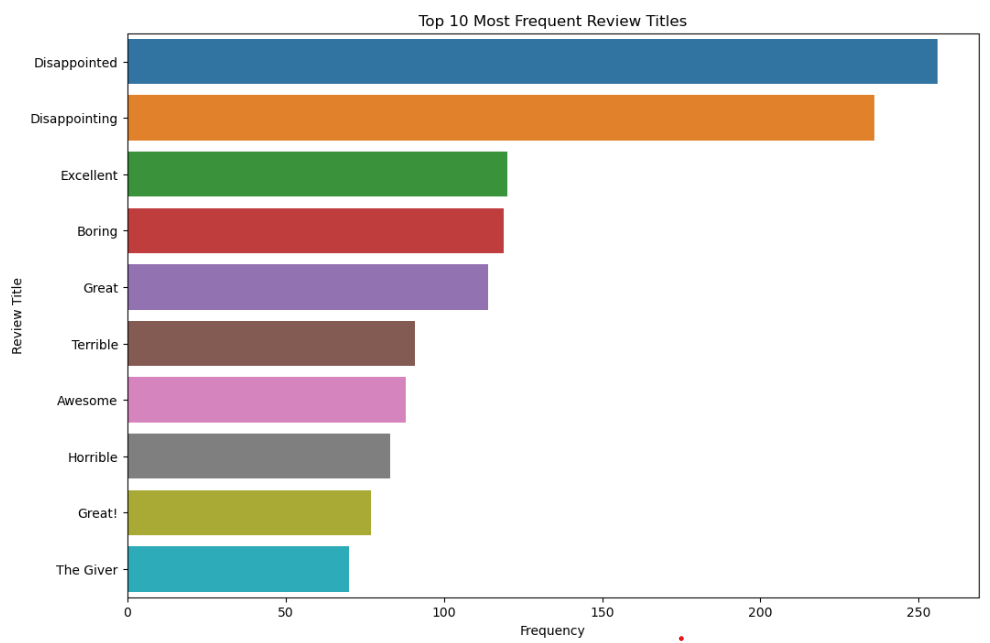 Top 10 Most Frequent Review Titles
Disappointed
Disappointing
Excellent
Boring
Great
Terrible
Awesome
Horrible
Great!
The Giver
Review Title
0 50 100 150 200 250
Frequency